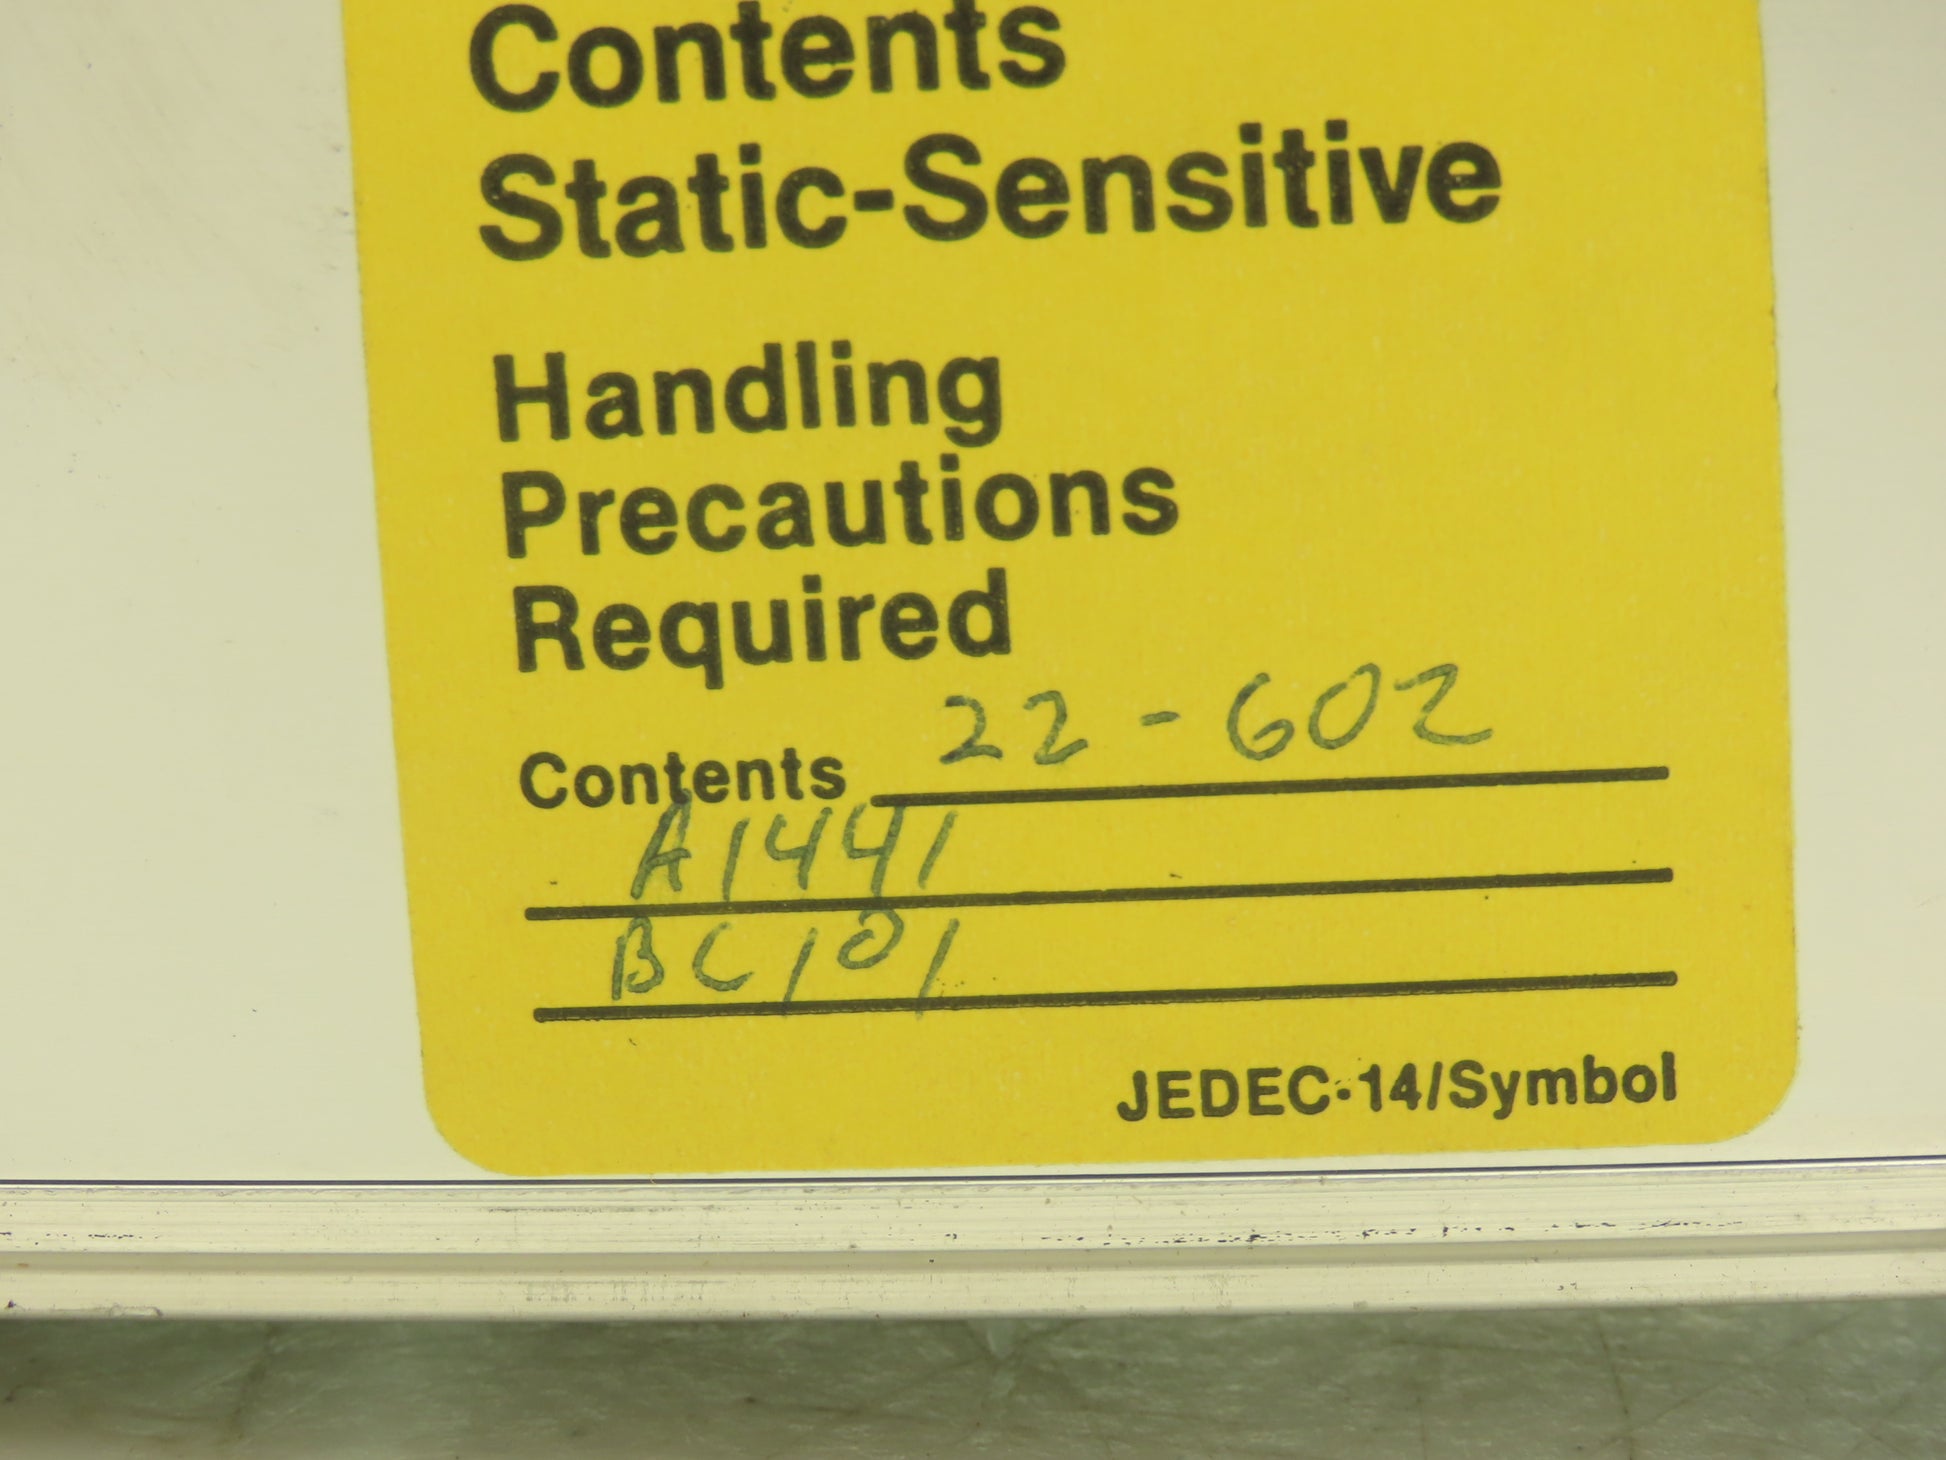 Contents
Static-Sensitive
Handling
Precautions
Required
Contents 22-602
A1441
BC101
JEDEC-14/Symbol